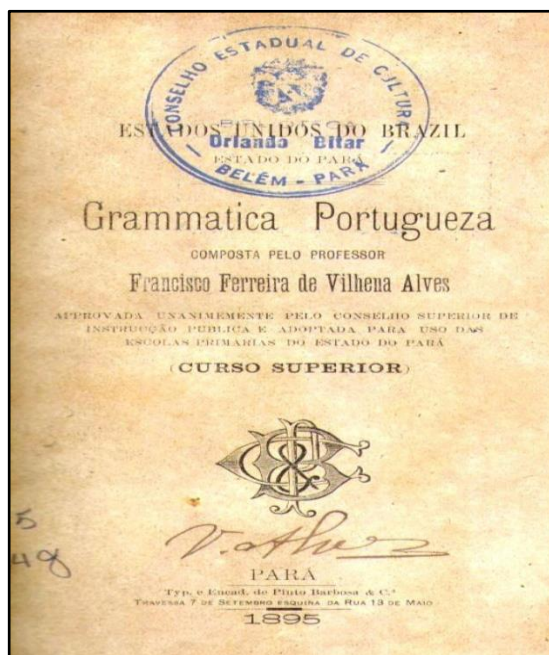 CONSELHO ESTADUAL DE CULTURA
ESTADOS UNIDOS DO BRAZIL
Orlando Bitar
ESTADO DO PARÁ
BELÉM - PARÁ
Grammatica Portugueza
COMPOSTA PELO PROFESSOR
Francisco Ferreira de Vilhena Alves
APPROVADA UNANIMEMENTE PELO CONSELHO SUPERIOR DE
INSTRUCÇÃO PUBLICA E ADOPTADA PARA USO DAS
ESCOLAS PRIMARIAS DO ESTADO DO PARÁ
(CURSO SUPERIOR)
5
48
V. Alves
PARÁ
Typ. e Encad. de Pinto Barbosa & C.ª
TRAVESSA 7 DE SETEMBRO ESQUINA DA RUA 13 DE MAIO
1895